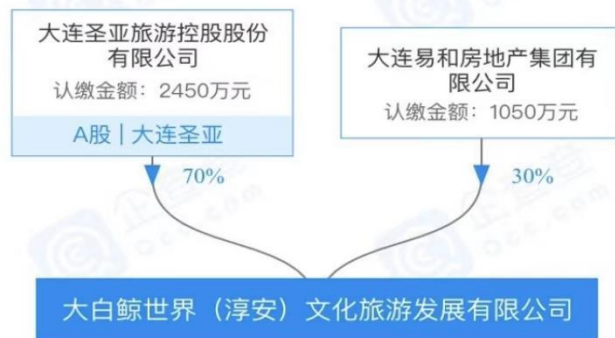 大连圣亚旅游控股股份
有限公司
认缴金额：2450万元
A股 | 大连圣亚
大连易和房地产集团有
限公司
认缴金额：1050万元
70%
30%
大白鲸世界（淳安）文化旅游发展有限公司